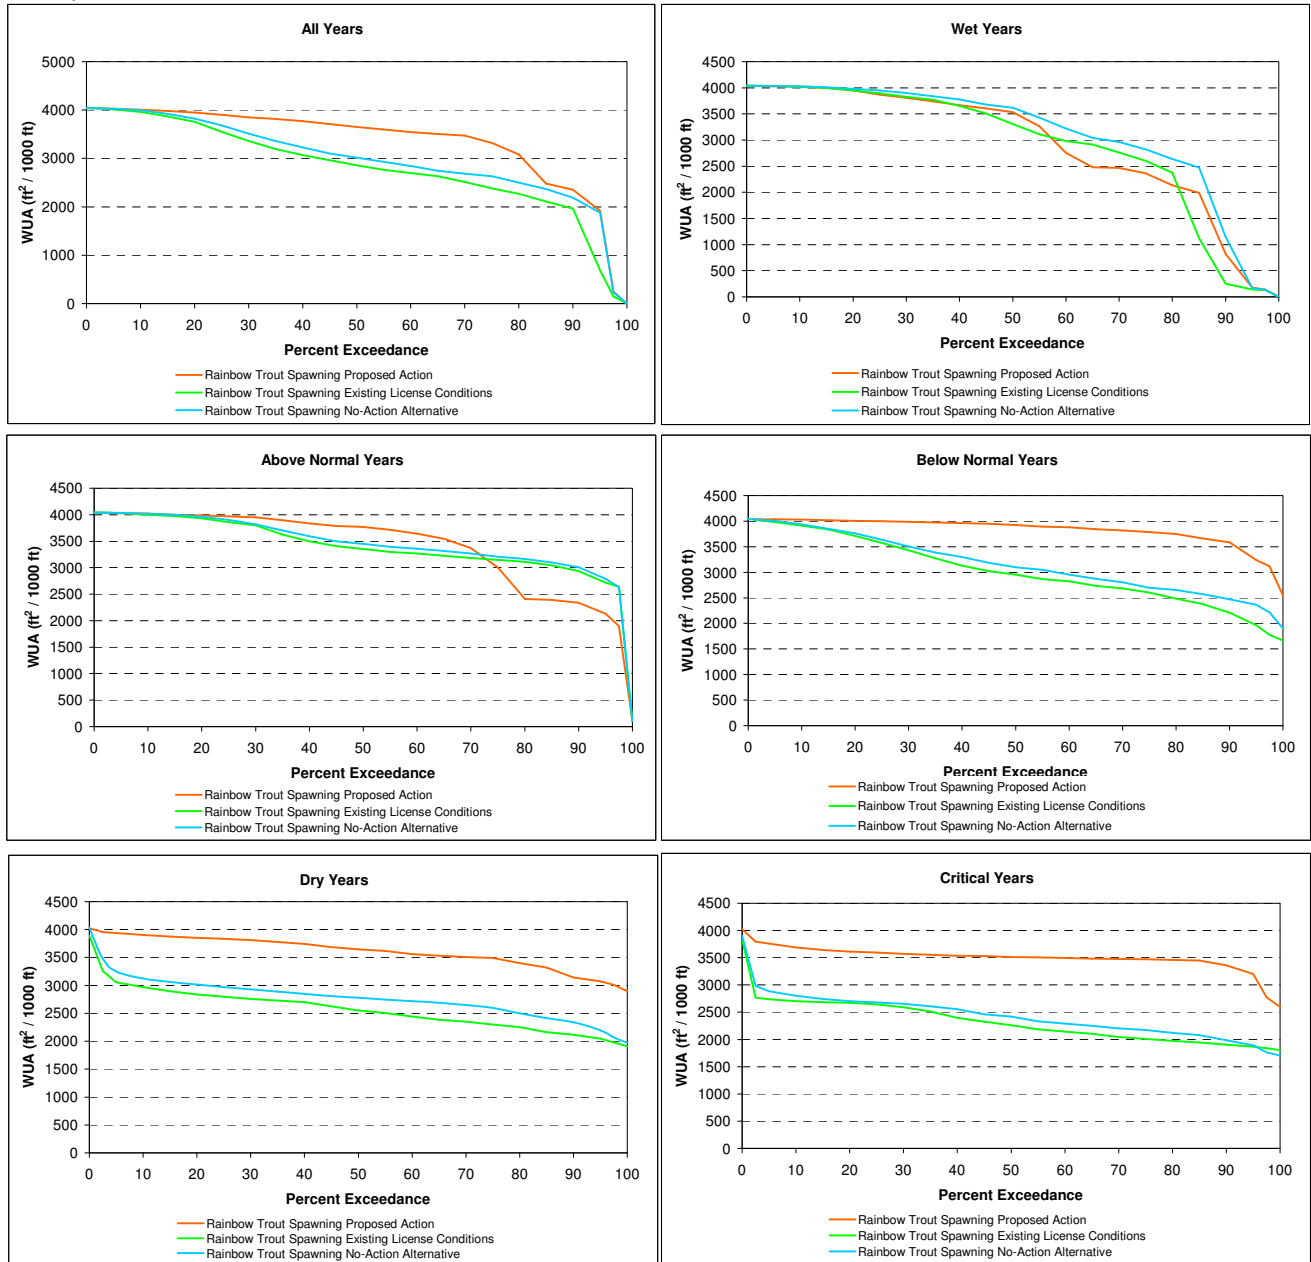 All Years
WUA (ft² / 1000 ft)
5000
4000
3000
2000
1000
0
0 10 20 30 40 50 60 70 80 90 100
Percent Exceedance
Rainbow Trout Spawning Proposed Action
Rainbow Trout Spawning Existing License Conditions
Rainbow Trout Spawning No-Action Alternative
Wet Years
WUA (ft² / 1000 ft)
4500
4000
3500
3000
2500
2000
1500
1000
500
0
0 10 20 30 40 50 60 70 80 90 100
Percent Exceedance
Rainbow Trout Spawning Proposed Action
Rainbow Trout Spawning Existing License Conditions
Rainbow Trout Spawning No-Action Alternative
Above Normal Years
WUA (ft² / 1000 ft)
4500
4000
3500
3000
2500
2000
1500
1000
500
0
0 10 20 30 40 50 60 70 80 90 100
Percent Exceedance
Rainbow Trout Spawning Proposed Action
Rainbow Trout Spawning Existing License Conditions
Rainbow Trout Spawning No-Action Alternative
Below Normal Years
WUA (ft² / 1000 ft)
4500
4000
3500
3000
2500
2000
1500
1000
500
0
0 10 20 30 40 50 60 70 80 90 100
Percent Exceedance
Rainbow Trout Spawning Proposed Action
Rainbow Trout Spawning Existing License Conditions
Rainbow Trout Spawning No-Action Alternative
Dry Years
WUA (ft² / 1000 ft)
4500
4000
3500
3000
2500
2000
1500
1000
500
0
0 10 20 30 40 50 60 70 80 90 100
Percent Exceedance
Rainbow Trout Spawning Proposed Action
Rainbow Trout Spawning Existing License Conditions
Rainbow Trout Spawning No-Action Alternative
Critical Years
WUA (ft² / 1000 ft)
4500
4000
3500
3000
2500
2000
1500
1000
500
0
0 10 20 30 40 50 60 70 80 90 100
Percent Exceedance
Rainbow Trout Spawning Proposed Action
Rainbow Trout Spawning Existing License Conditions
Rainbow Trout Spawning No-Action Alternative